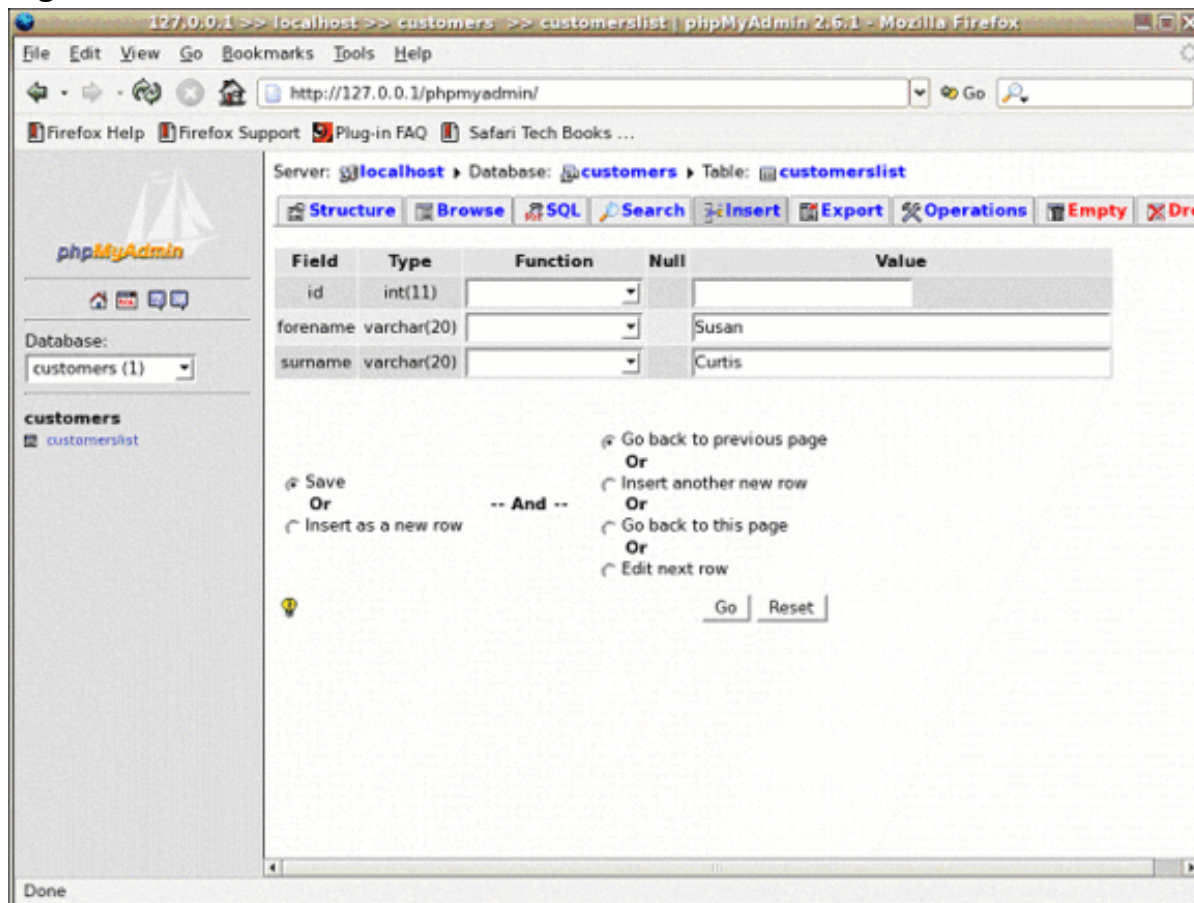 127.0.0.1 >> localhost >> customers >> customerslist | phpMyAdmin 2.6.1 - Mozilla Firefox
File Edit View Go Bookmarks Tools Help
http://127.0.0.1/phpmyadmin/ Go
Firefox Help Firefox Support Plug-in FAQ Safari Tech Books ...
Server: localhost Database: customers Table: customerslist
Structure Browse SQL Search Insert Export Operations Empty
phpMyAdmin
Database:
customers (1)
customers
customerslist
Field Type Function Null Value
id int(11)
forename varchar(20) Susan
surname varchar(20) Curtis
Save
Or
Insert as a new row
-- And --
Go back to previous page
Or
Insert another new row
Or
Go back to this page
Or
Edit next row
Go Reset
Done